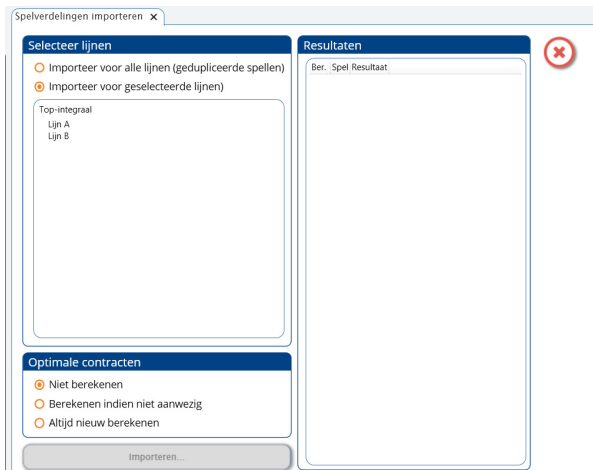 Spelverdelingen importeren x
Selecteer lijnen
Importeer voor alle lijnen (gedupliceerde spellen)
Importeer voor geselecteerde lijnen)
Top-integraal
Lijn A
Lijn B
Optimale contracten
Niet berekenen
Berekenen indien niet aanwezig
Altijd nieuw berekenen
Importeren...
Resultaten
Ber. Spel Resultaat